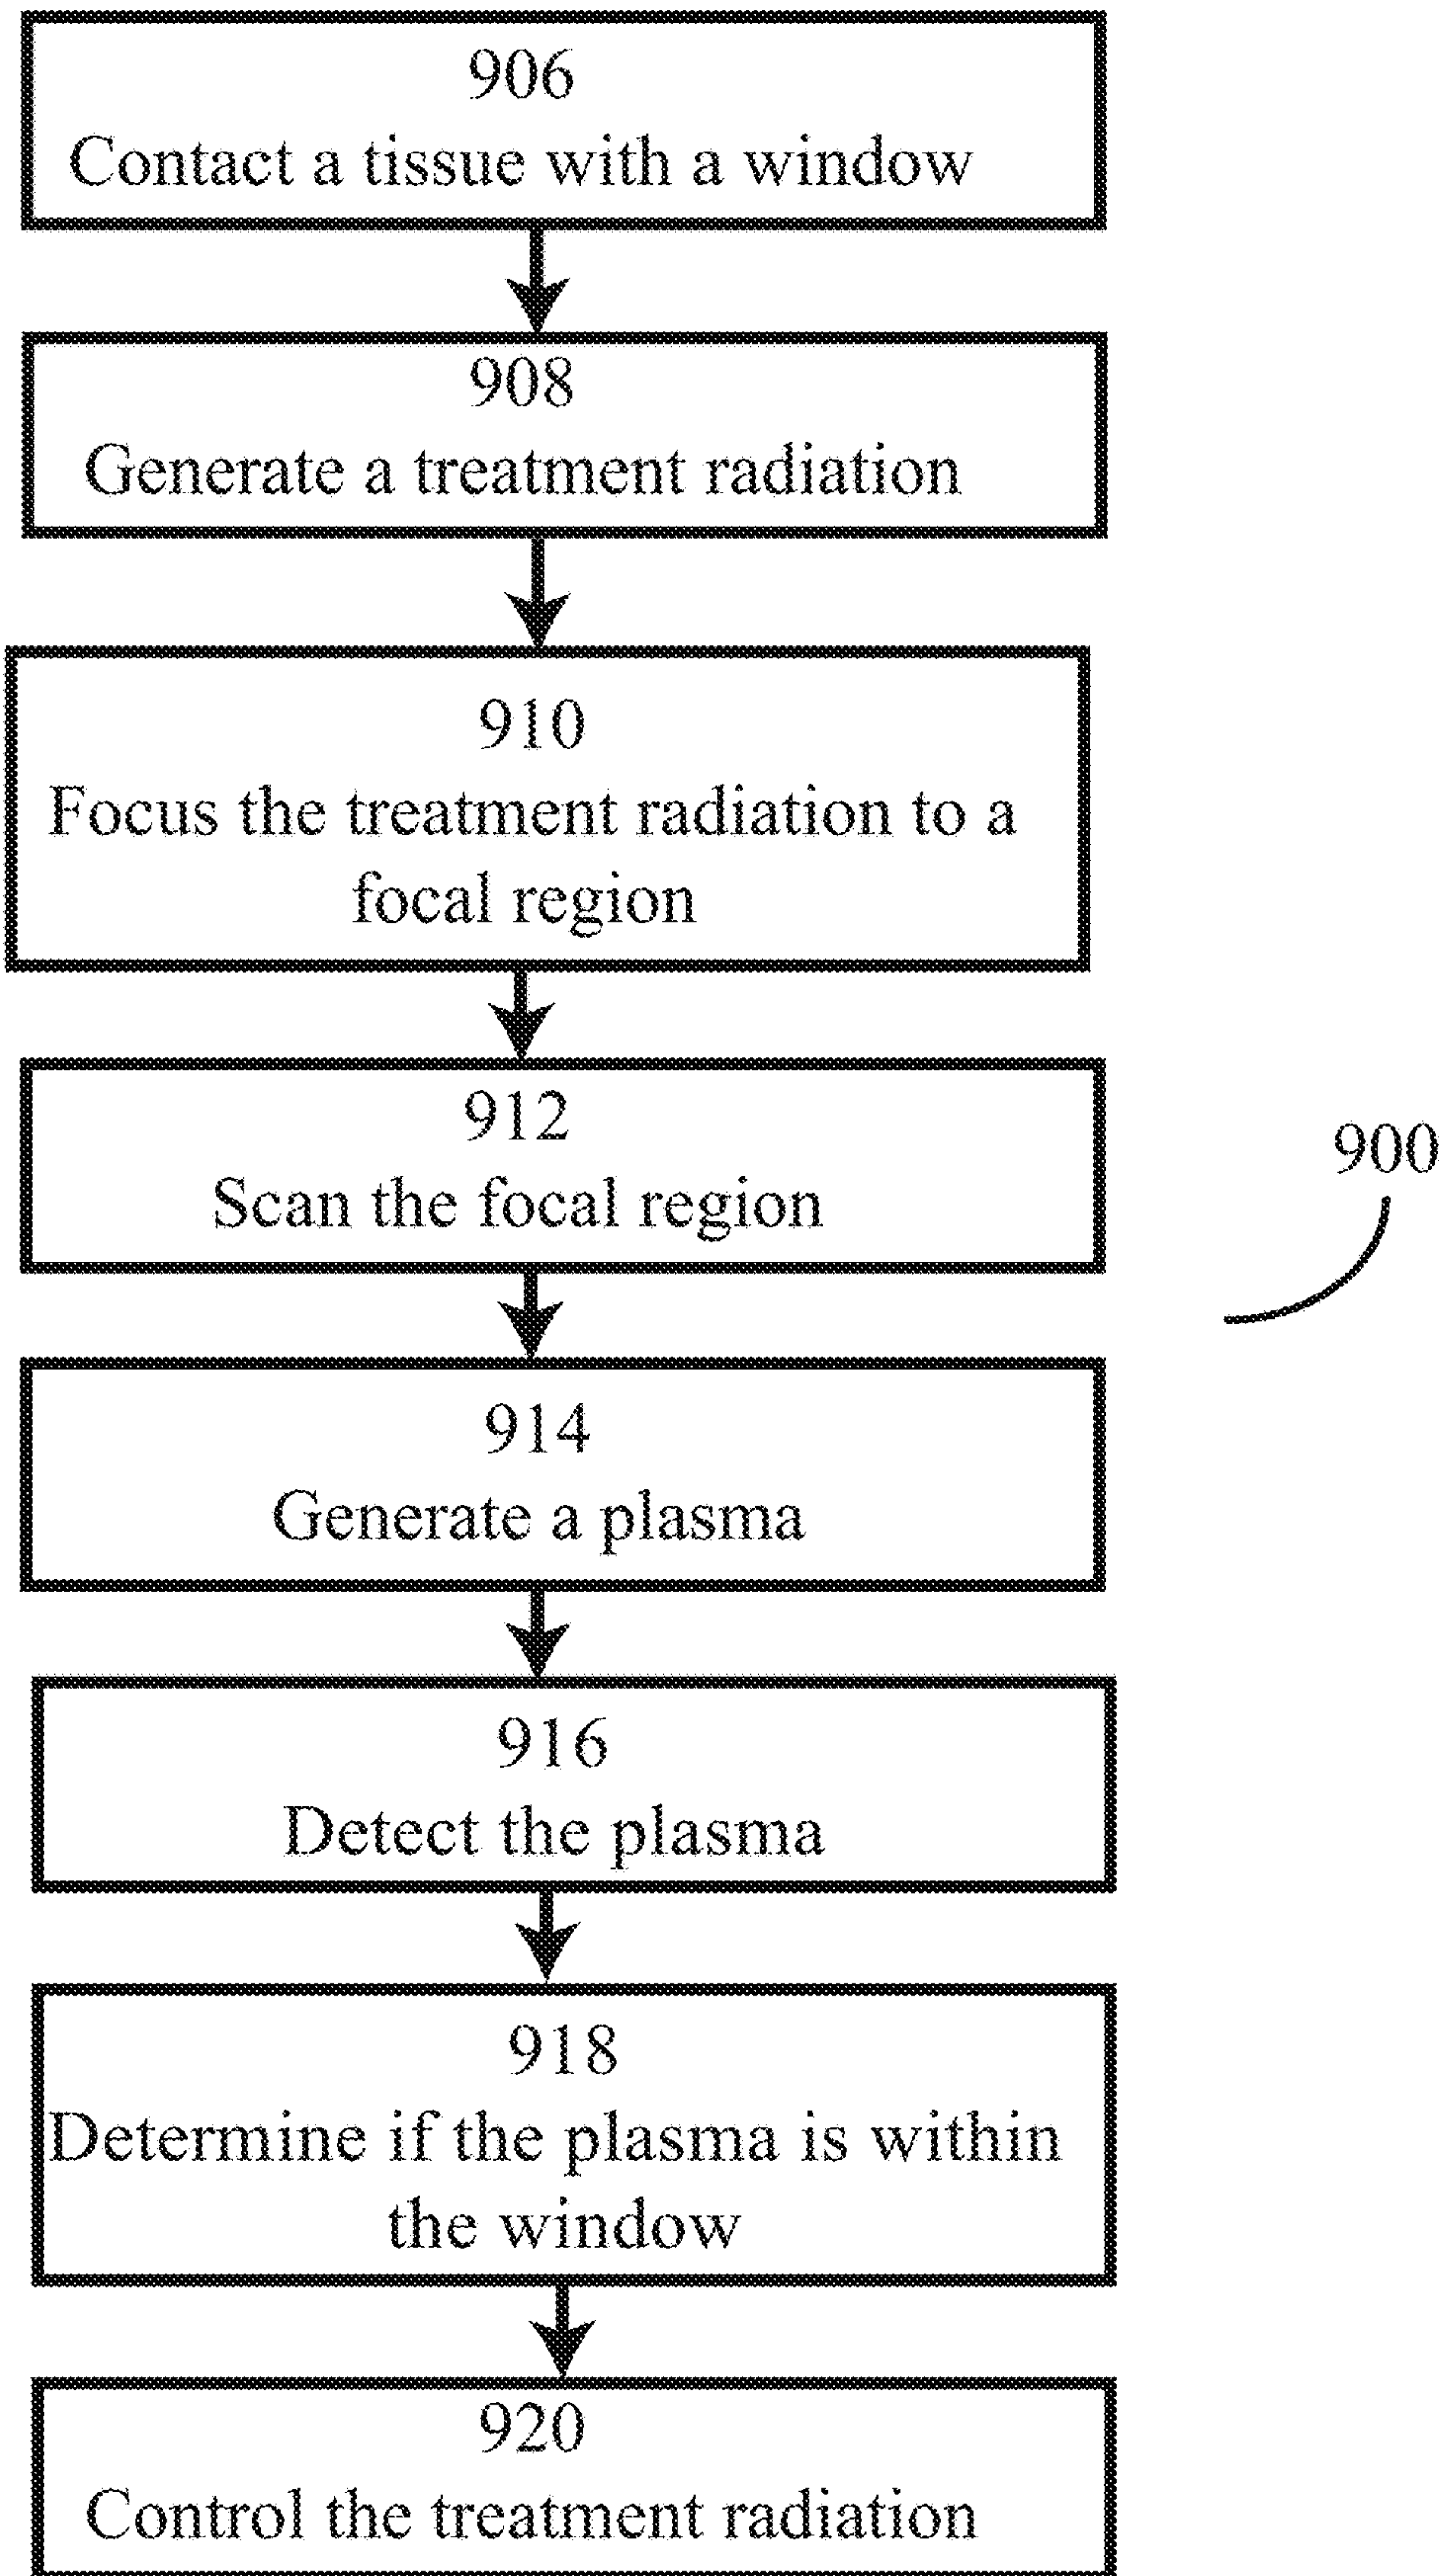 906
Contact a tissue with a window
908
Generate a treatment radiation
910
Focus the treatment radiation to a
focal region
912
Scan the focal region
900
914
Generate a plasma
916
Detect the plasma
918
Determine if the plasma is within
the window
920
Control the treatment radiation